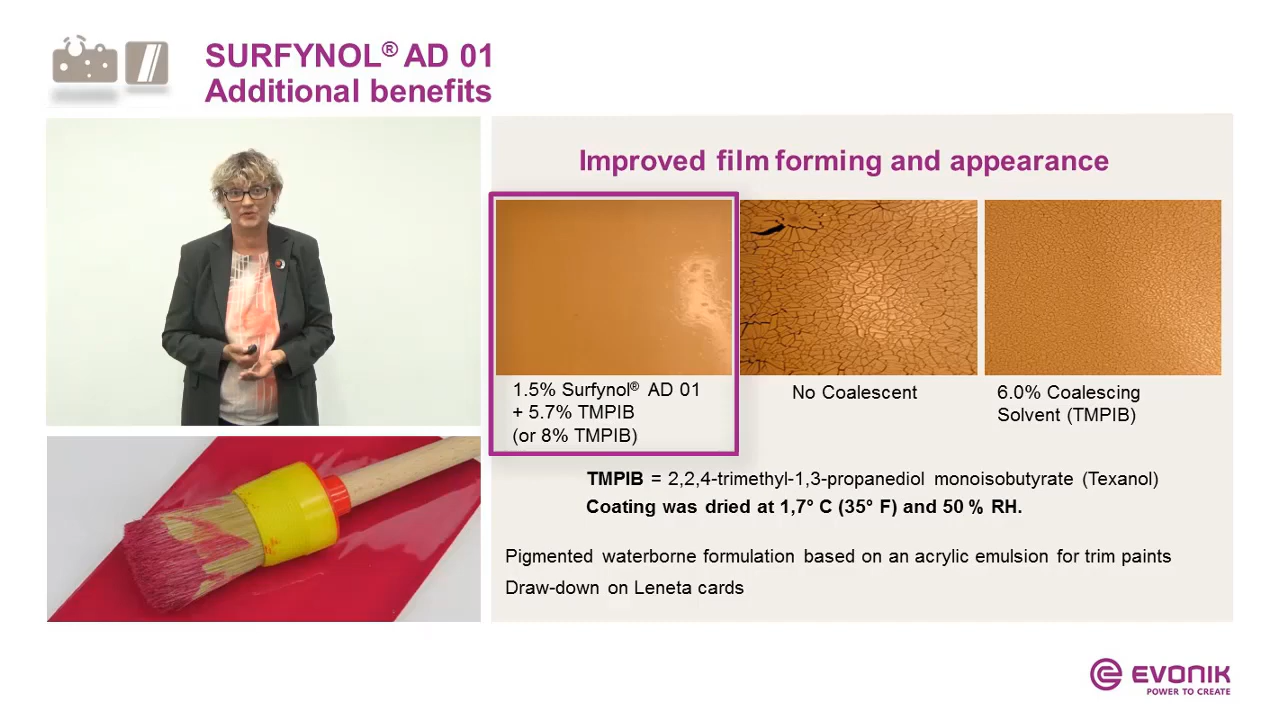 SURFYNOL® AD 01
Additional benefits
Improved film forming and appearance
1.5% Surfynol® AD 01
+ 5.7% TMPIB
(or 8% TMPIB)
No Coalescent
6.0% Coalescing
Solvent (TMPIB)
TMPIB = 2,2,4-trimethyl-1,3-propanediol monoisobutyrate (Texanol)
Coating was dried at 1,7° C (35° F) and 50 % RH.
Pigmented waterborne formulation based on an acrylic emulsion for trim paints
Draw-down on Leneta cards
EVONIK
POWER TO CREATE